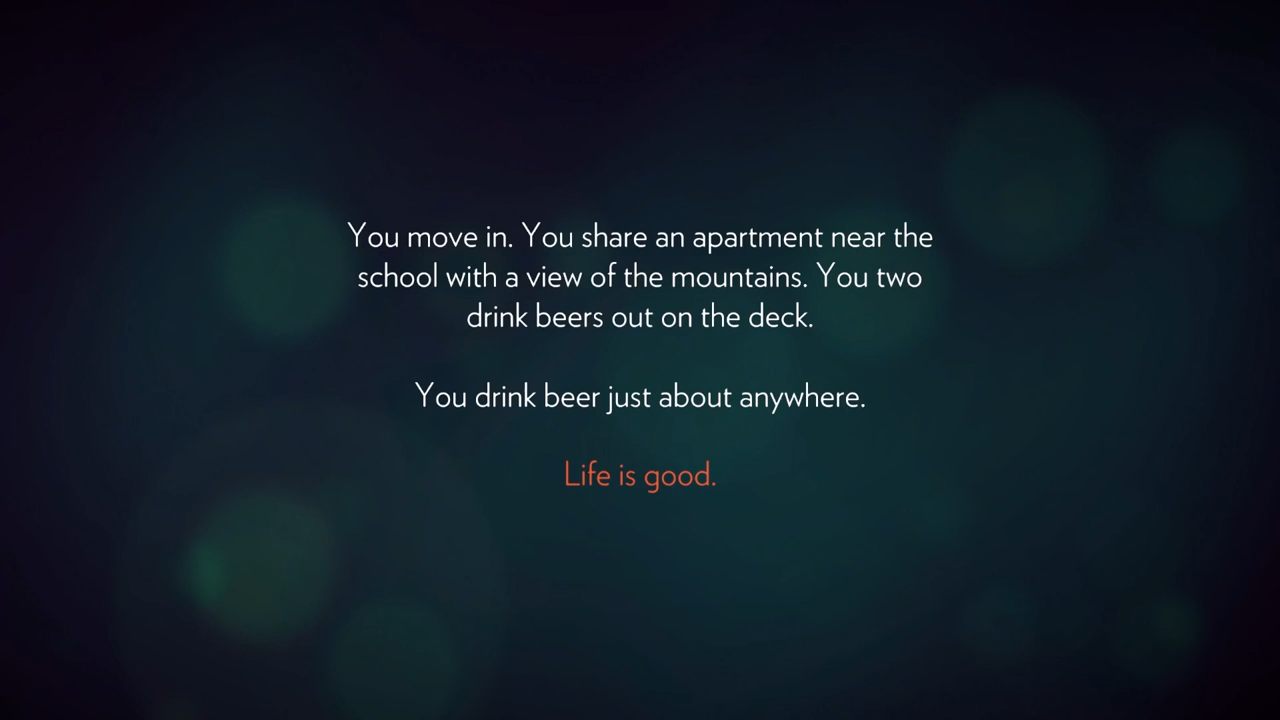 You move in. You share an apartment near the
school with a view of the mountains. You two
drink beers out on the deck.
You drink beer just about anywhere.
Life is good.